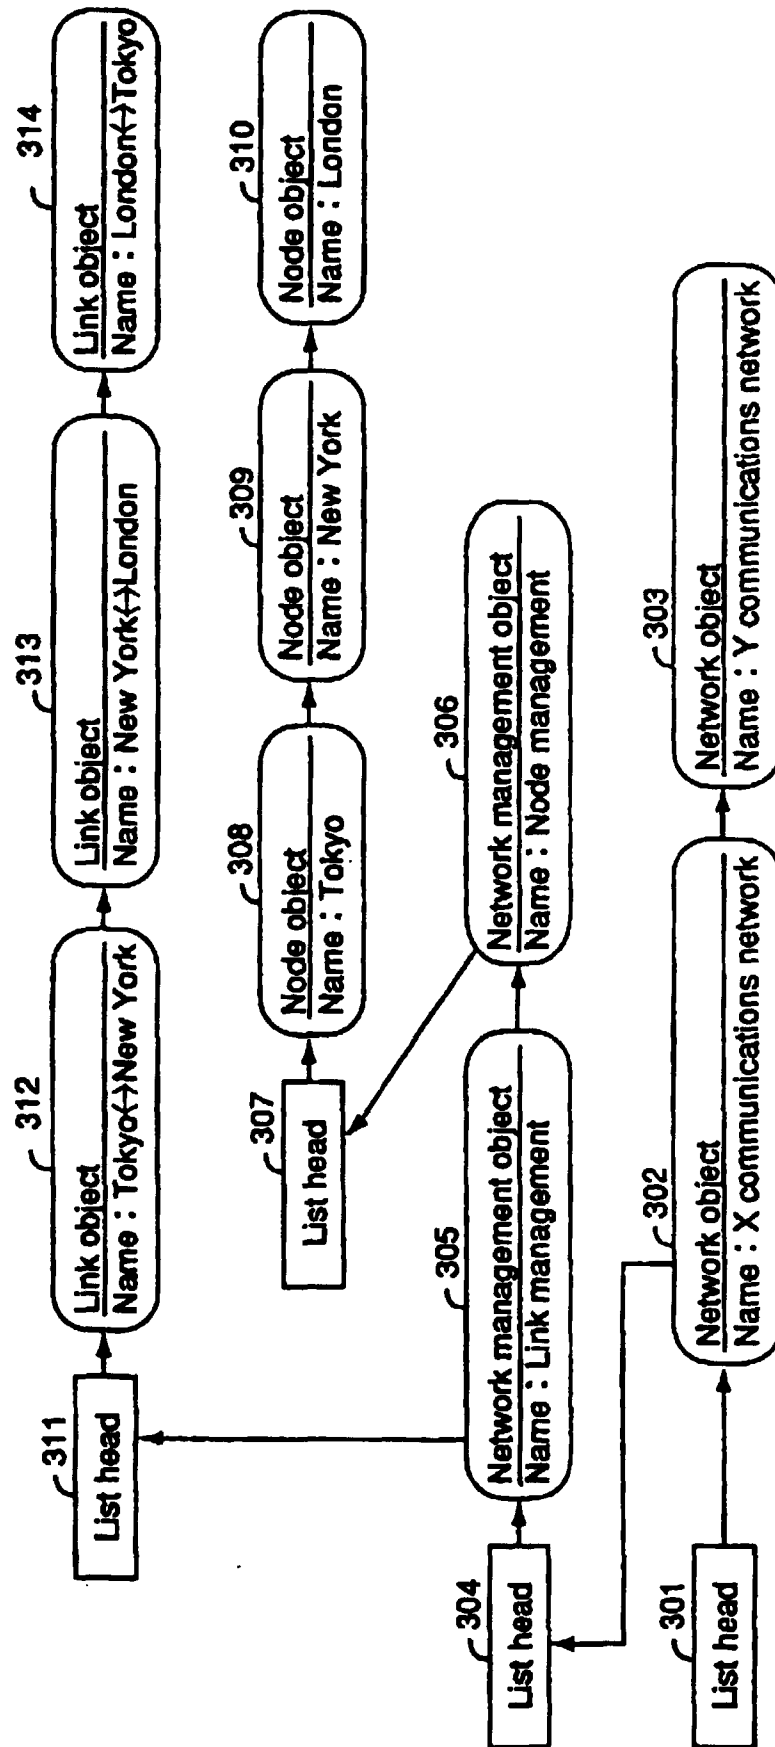 311
List head
312
Link object
Name : Tokyo↔New York
313
Link object
Name : New York↔London
314
Link object
Name : London↔Tokyo
307
List head
308
Node object
Name : Tokyo
309
Node object
Name : New York
310
Node object
Name : London
304
List head
305
Network management object
Name : Link management
306
Network management object
Name : Node management
301
List head
302
Network object
Name : X communications network
303
Network object
Name : Y communications network